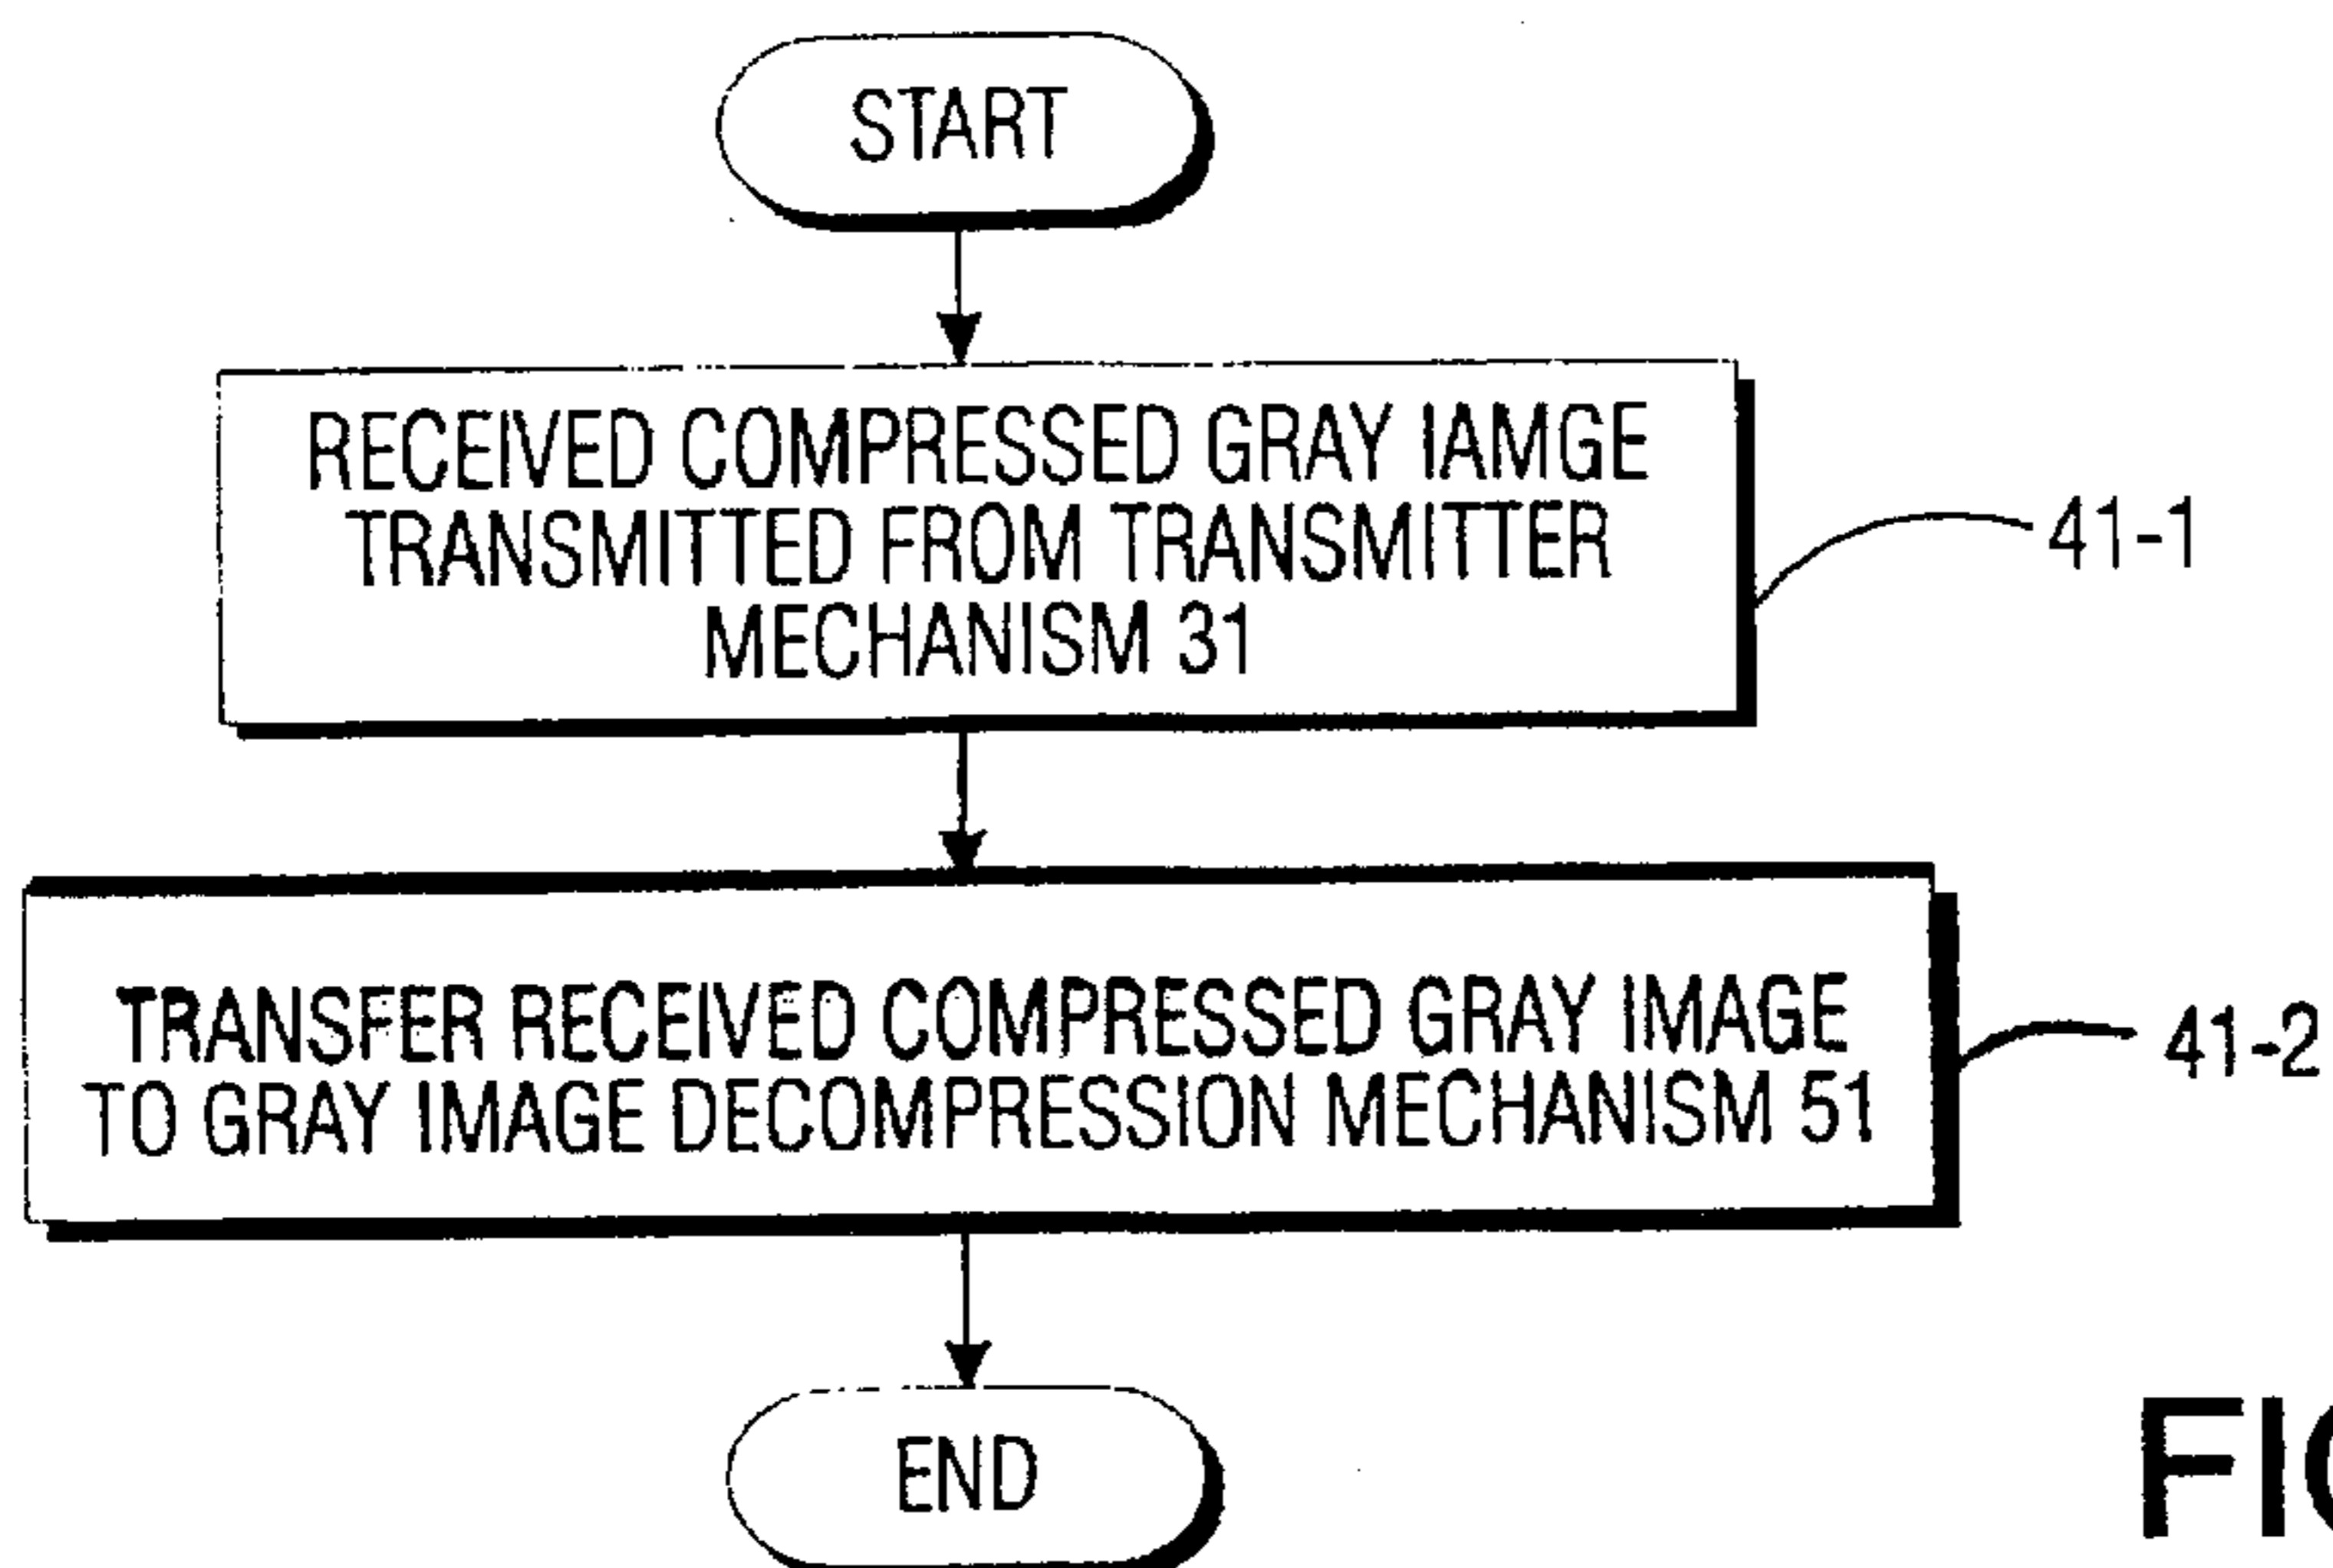 START
RECEIVED COMPRESSED GRAY IAMGE
TRANSMITTED FROM TRANSMITTER
MECHANISM 31
41-1
TRANSFER RECEIVED COMPRESSED GRAY IMAGE
TO GRAY IMAGE DECOMPRESSION MECHANISM 51
41-2
END